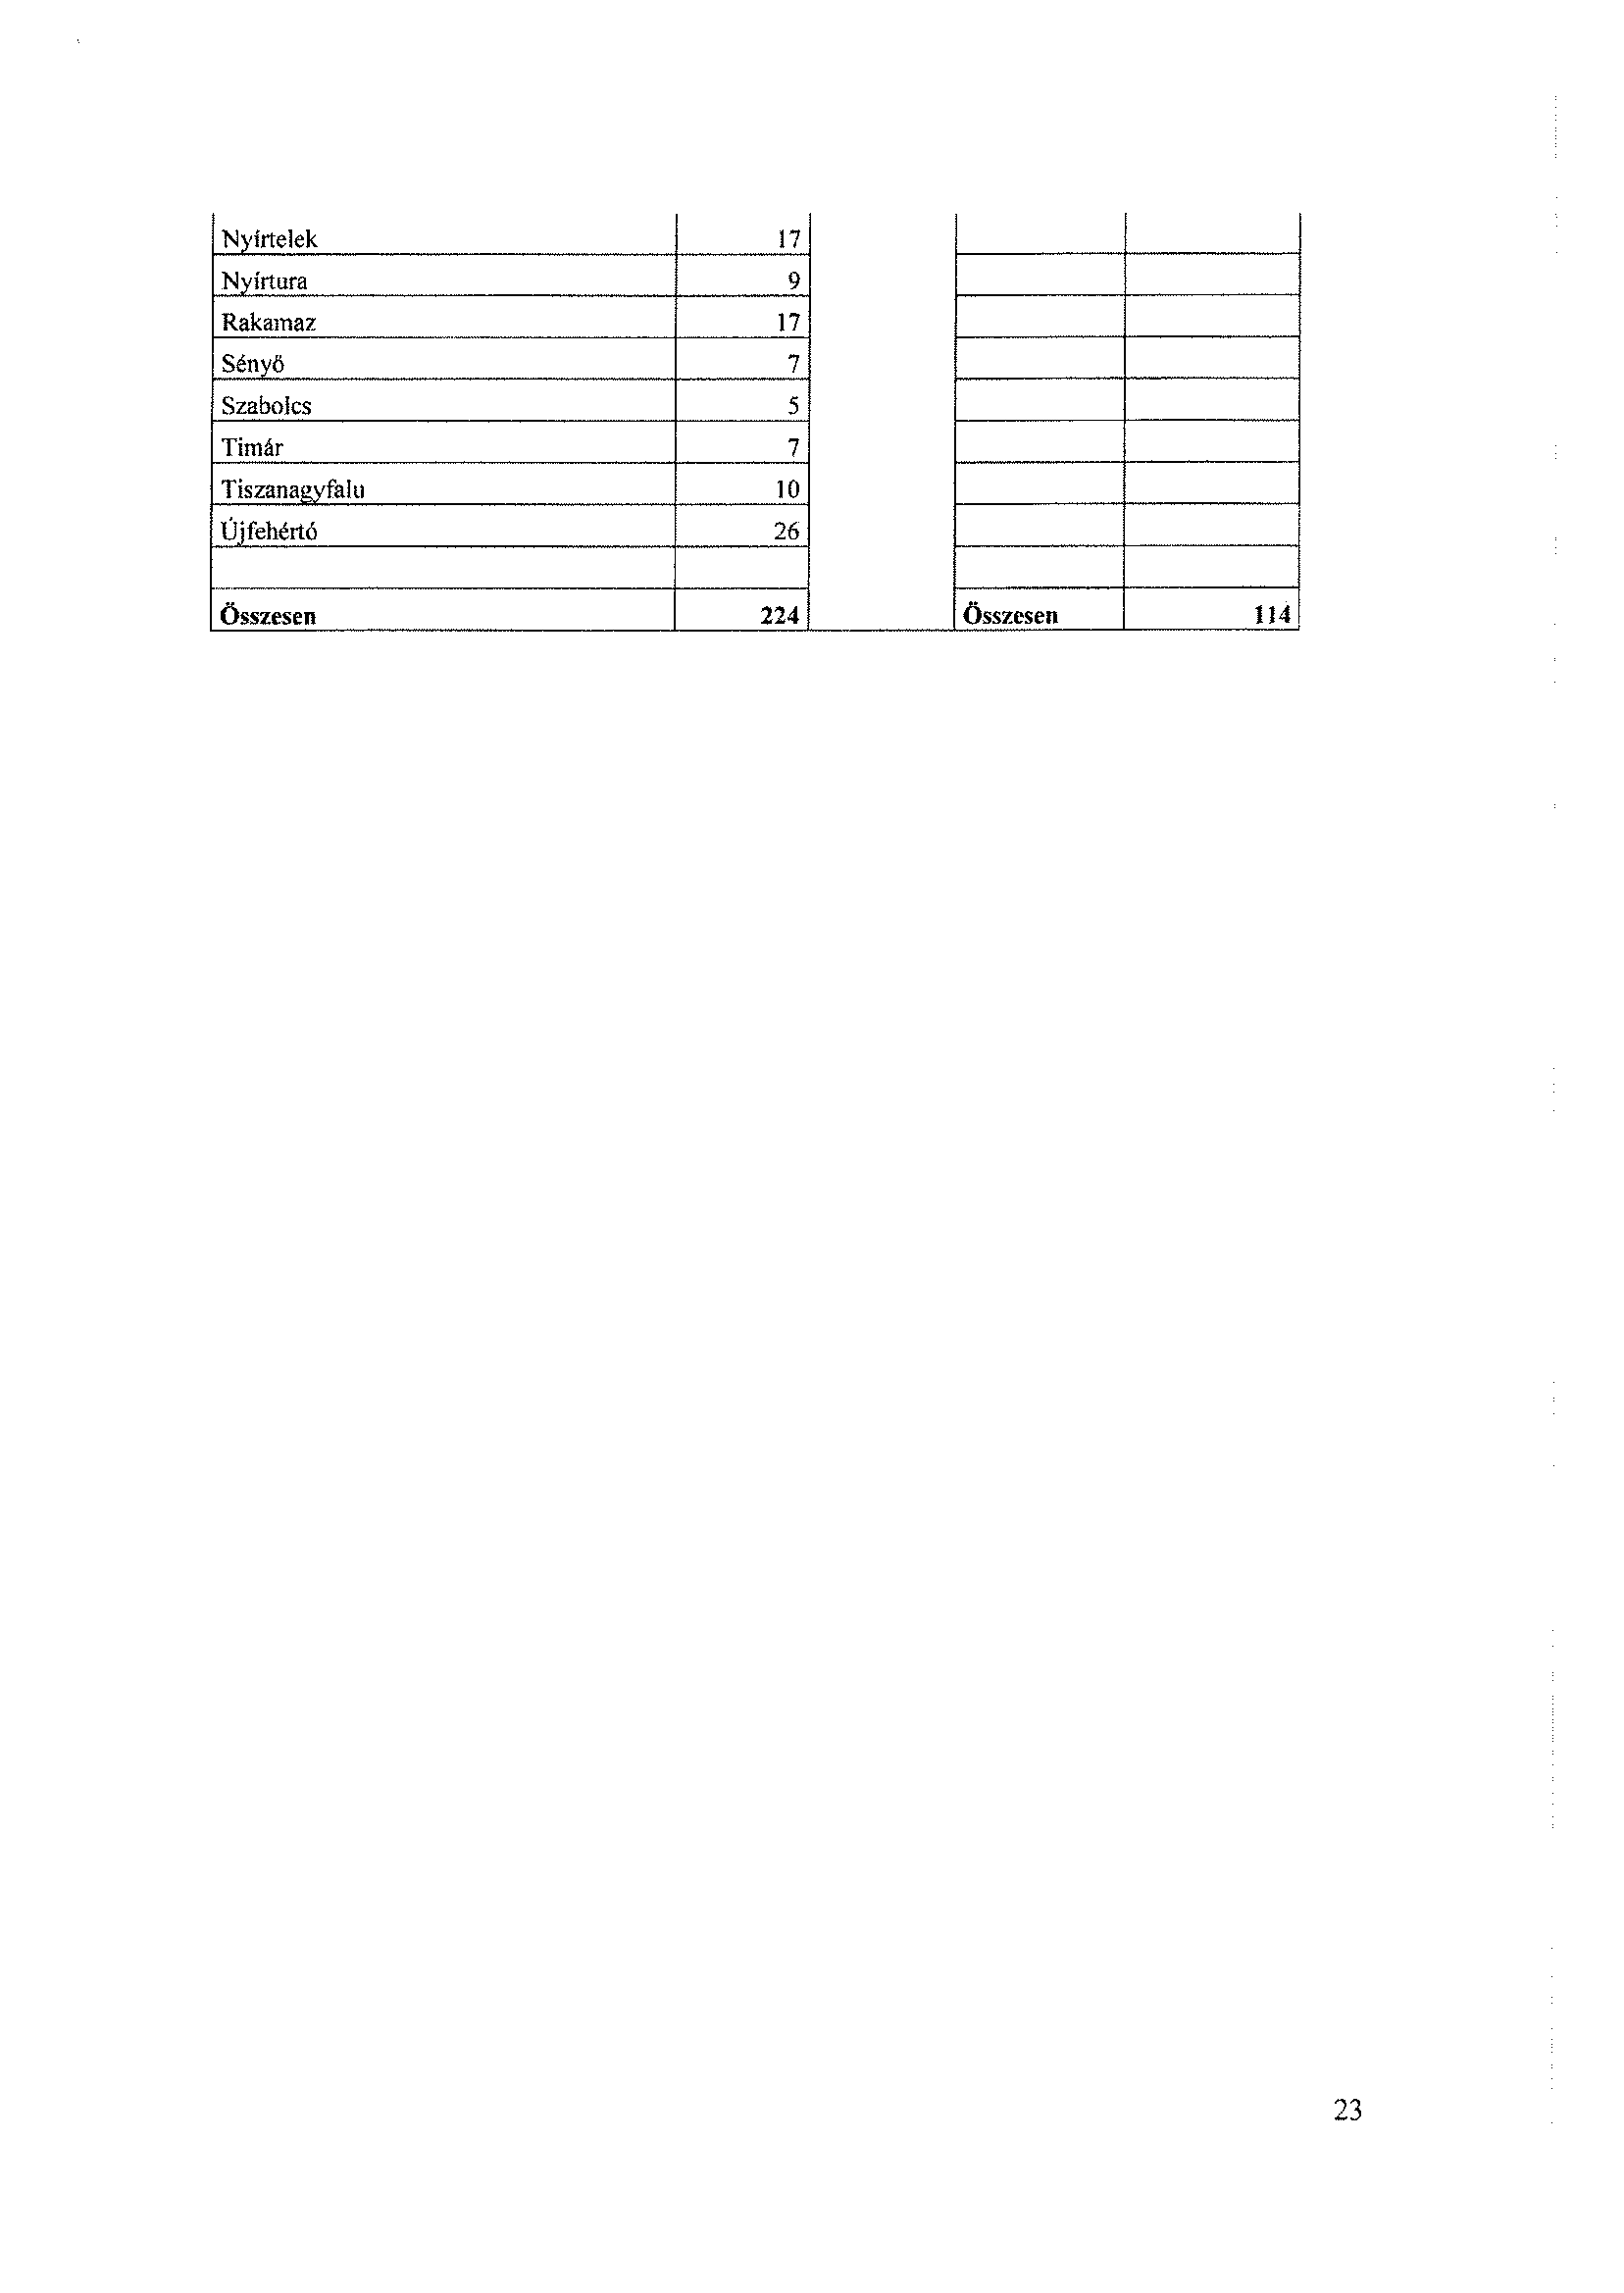 Nyírtelek 17
Nyírtura 9
Rakamaz 17
Sényő 7
Szabolcs 5
Timár 7
Tiszanagyfalu 10
Újfehértó 26
Összesen 224 Összesen 114
23